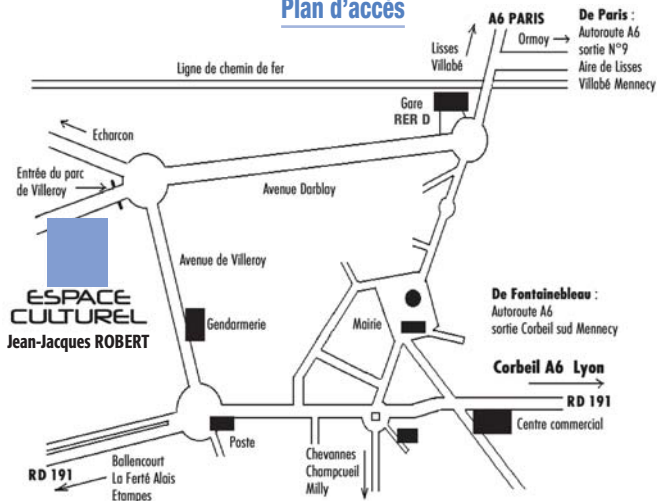 Plan d'accès
A6 PARIS
De Paris :
Autoroute A6
sortie N°9
Aire de Lisses
Villabé Mennecy
Ormoy
Lisses
Villabé
Ligne de chemin de fer
Gare
RER D
Echarcon
Entrée du parc
de Villeroy
Avenue Darblay
Avenue de Villeroy
ESPACE
CULTUREL
Jean-Jacques ROBERT
Gendarmerie
Mairie
De Fontainebleau :
Autoroute A6
sortie Corbeil sud Mennecy
Corbeil A6 Lyon
RD 191
Centre commercial
Poste
Chevannes
Champcueil
Milly
RD 191
Ballencourt
La Ferté Alais
Etampes